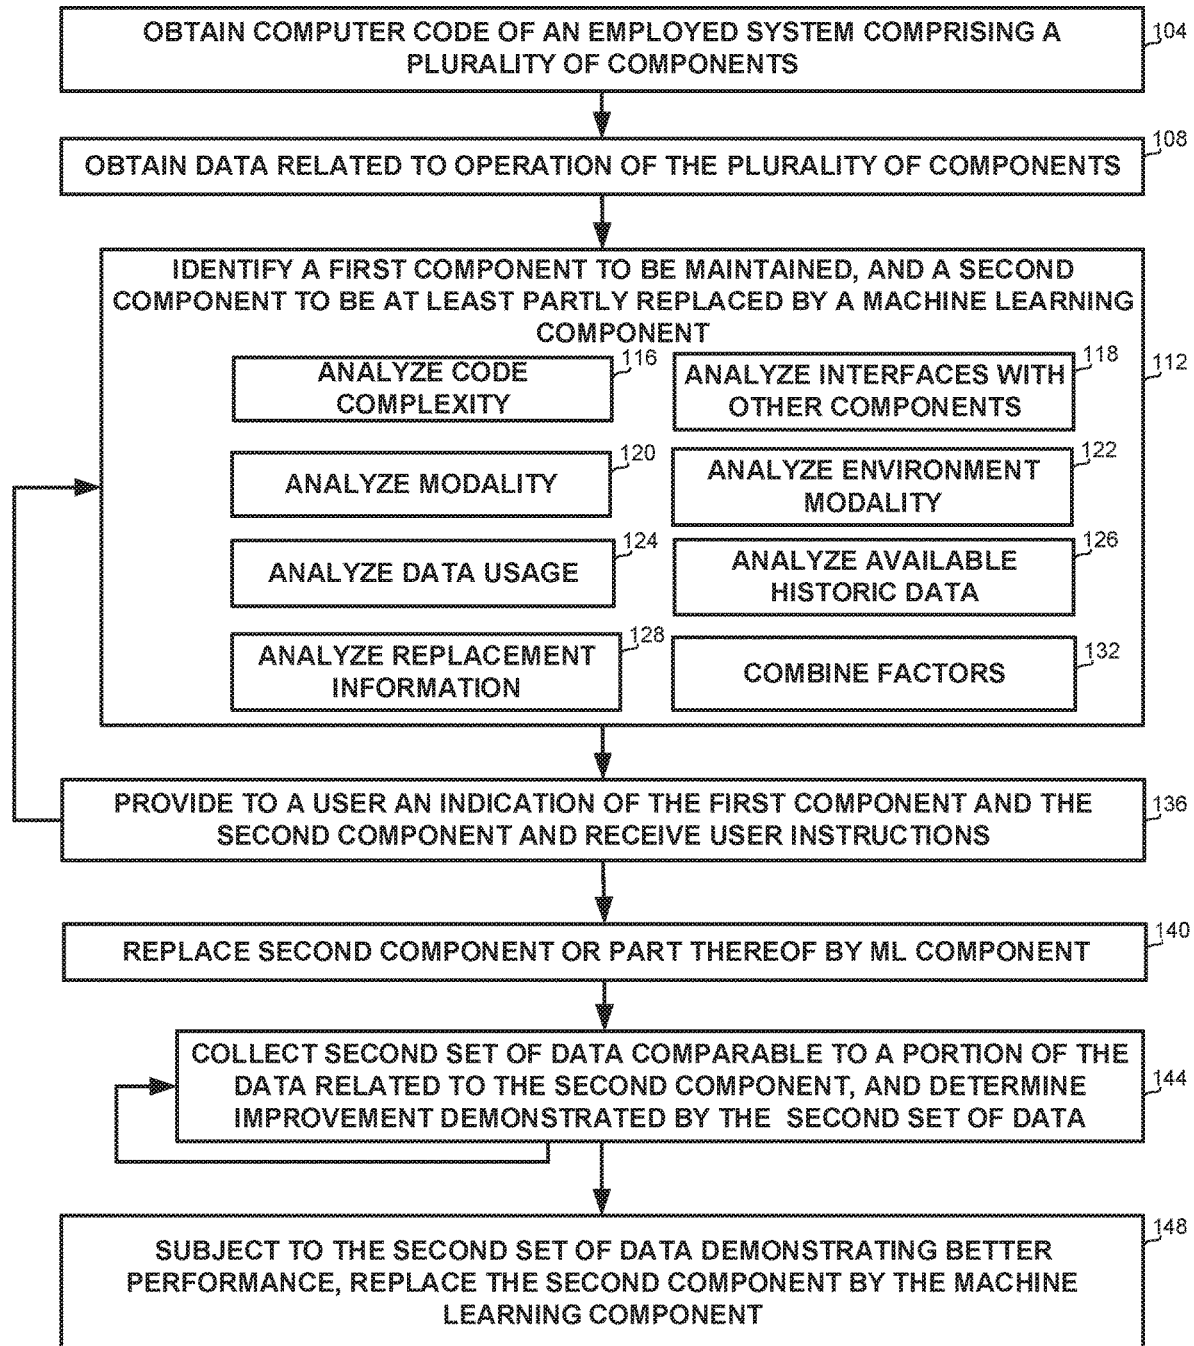 OBTAIN COMPUTER CODE OF AN EMPLOYED SYSTEM COMPRISING A
PLURALITY OF COMPONENTS
104
OBTAIN DATA RELATED TO OPERATION OF THE PLURALITY OF COMPONENTS
108
IDENTIFY A FIRST COMPONENT TO BE MAINTAINED, AND A SECOND
COMPONENT TO BE AT LEAST PARTLY REPLACED BY A MACHINE LEARNING
COMPONENT
112
ANALYZE CODE
COMPLEXITY
116
ANALYZE INTERFACES WITH
OTHER COMPONENTS
118
ANALYZE MODALITY
120
ANALYZE ENVIRONMENT
MODALITY
122
ANALYZE DATA USAGE
124
ANALYZE AVAILABLE
HISTORIC DATA
126
ANALYZE REPLACEMENT
INFORMATION
128
COMBINE FACTORS
132
PROVIDE TO A USER AN INDICATION OF THE FIRST COMPONENT AND THE
SECOND COMPONENT AND RECEIVE USER INSTRUCTIONS
136
REPLACE SECOND COMPONENT OR PART THEREOF BY ML COMPONENT
140
COLLECT SECOND SET OF DATA COMPARABLE TO A PORTION OF THE
DATA RELATED TO THE SECOND COMPONENT, AND DETERMINE
IMPROVEMENT DEMONSTRATED BY THE SECOND SET OF DATA
144
SUBJECT TO THE SECOND SET OF DATA DEMONSTRATING BETTER
PERFORMANCE, REPLACE THE SECOND COMPONENT BY THE MACHINE
LEARNING COMPONENT
148